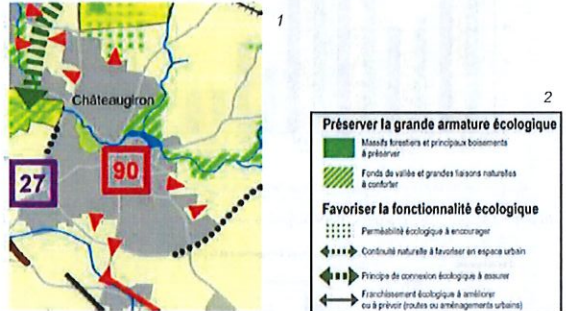 1
Châteaugiron
27
90
2
Préserver la grande armature écologique
Massifs forestiers et principaux boisements
à préserver
Fonds de vallée et grandes liaisons naturelles
à conforter
Favoriser la fonctionnalité écologique
Perméabilité écologique à encourager
Continuité naturelle à favoriser en espace urbain
Principe de connexion écologique à assurer
Franchissement écologique à améliorer
ou à prévoir (routes ou aménagements urbains)